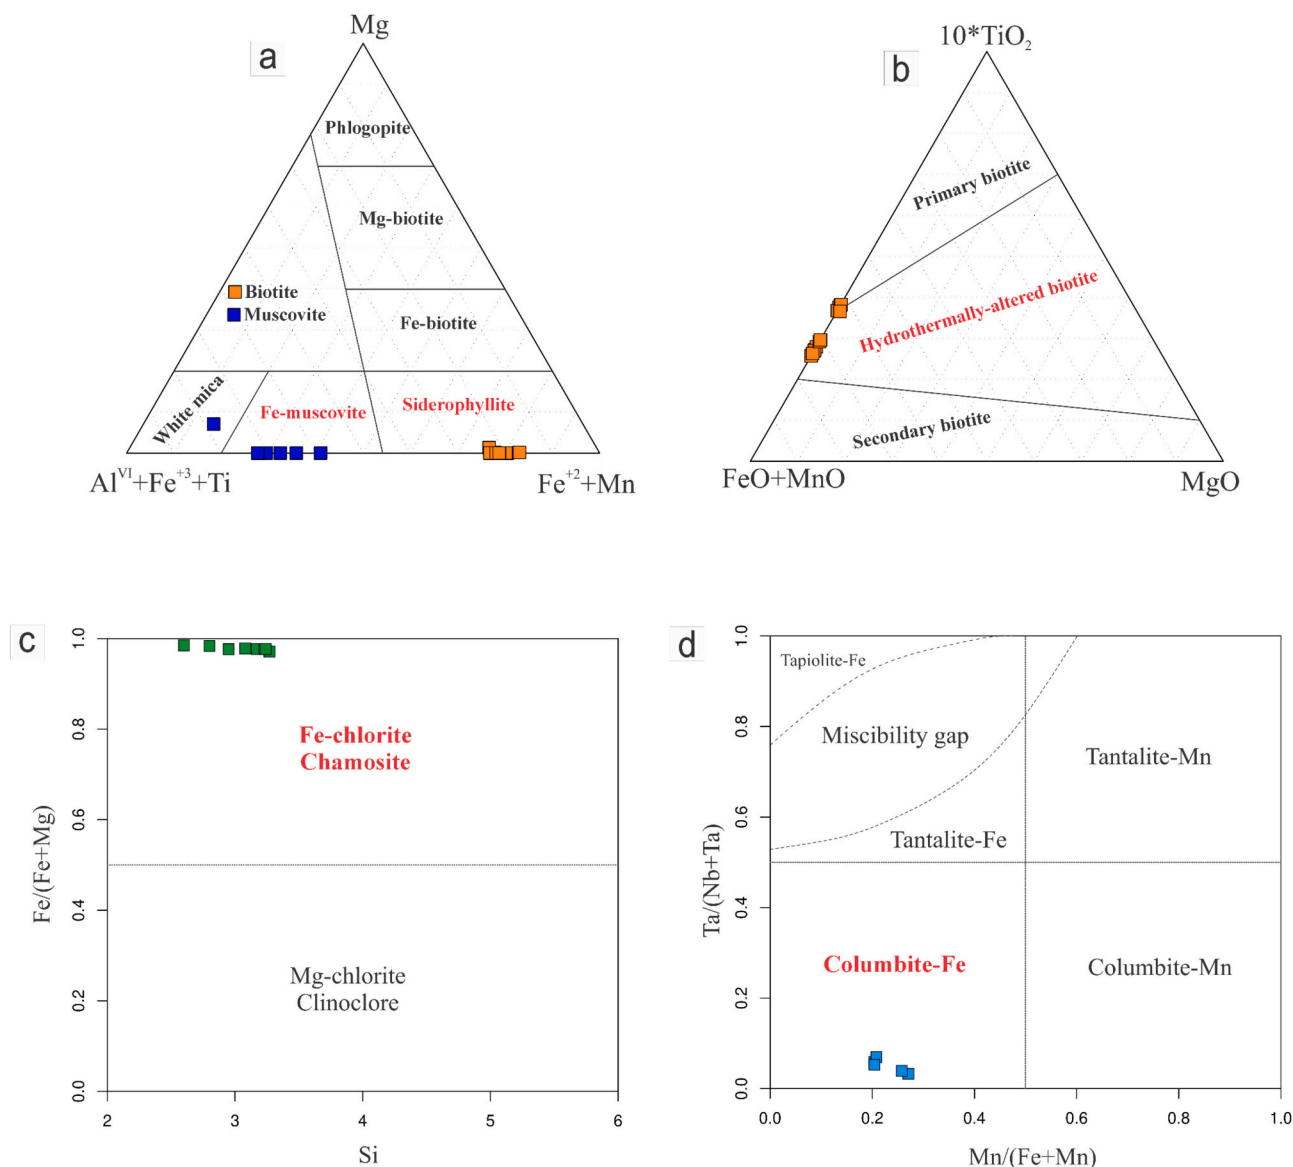 a
Mg
Phlogopite
Mg-biotite
Biotite
Muscovite
Fe-biotite
White mica
Fe-muscovite
Siderophyllite
Al^VI+Fe^+3+Ti
Fe^+2+Mn
b
10*TiO₂
Primary biotite
Hydrothermally-altered biotite
Secondary biotite
FeO+MnO
MgO
c
Fe/(Fe+Mg)
1.0
0.8
0.6
0.4
0.2
0.0
Fe-chlorite
Chamosite
Mg-chlorite
Clinoclore
2
3
4
5
6
Si
d
Ta/(Nb+Ta)
1.0
0.8
0.6
0.4
0.2
0.0
Tapiolite-Fe
Miscibility gap
Tantalite-Mn
Tantalite-Fe
Columbite-Fe
Columbite-Mn
0.0
0.2
0.4
0.6
0.8
1.0
Mn/(Fe+Mn)